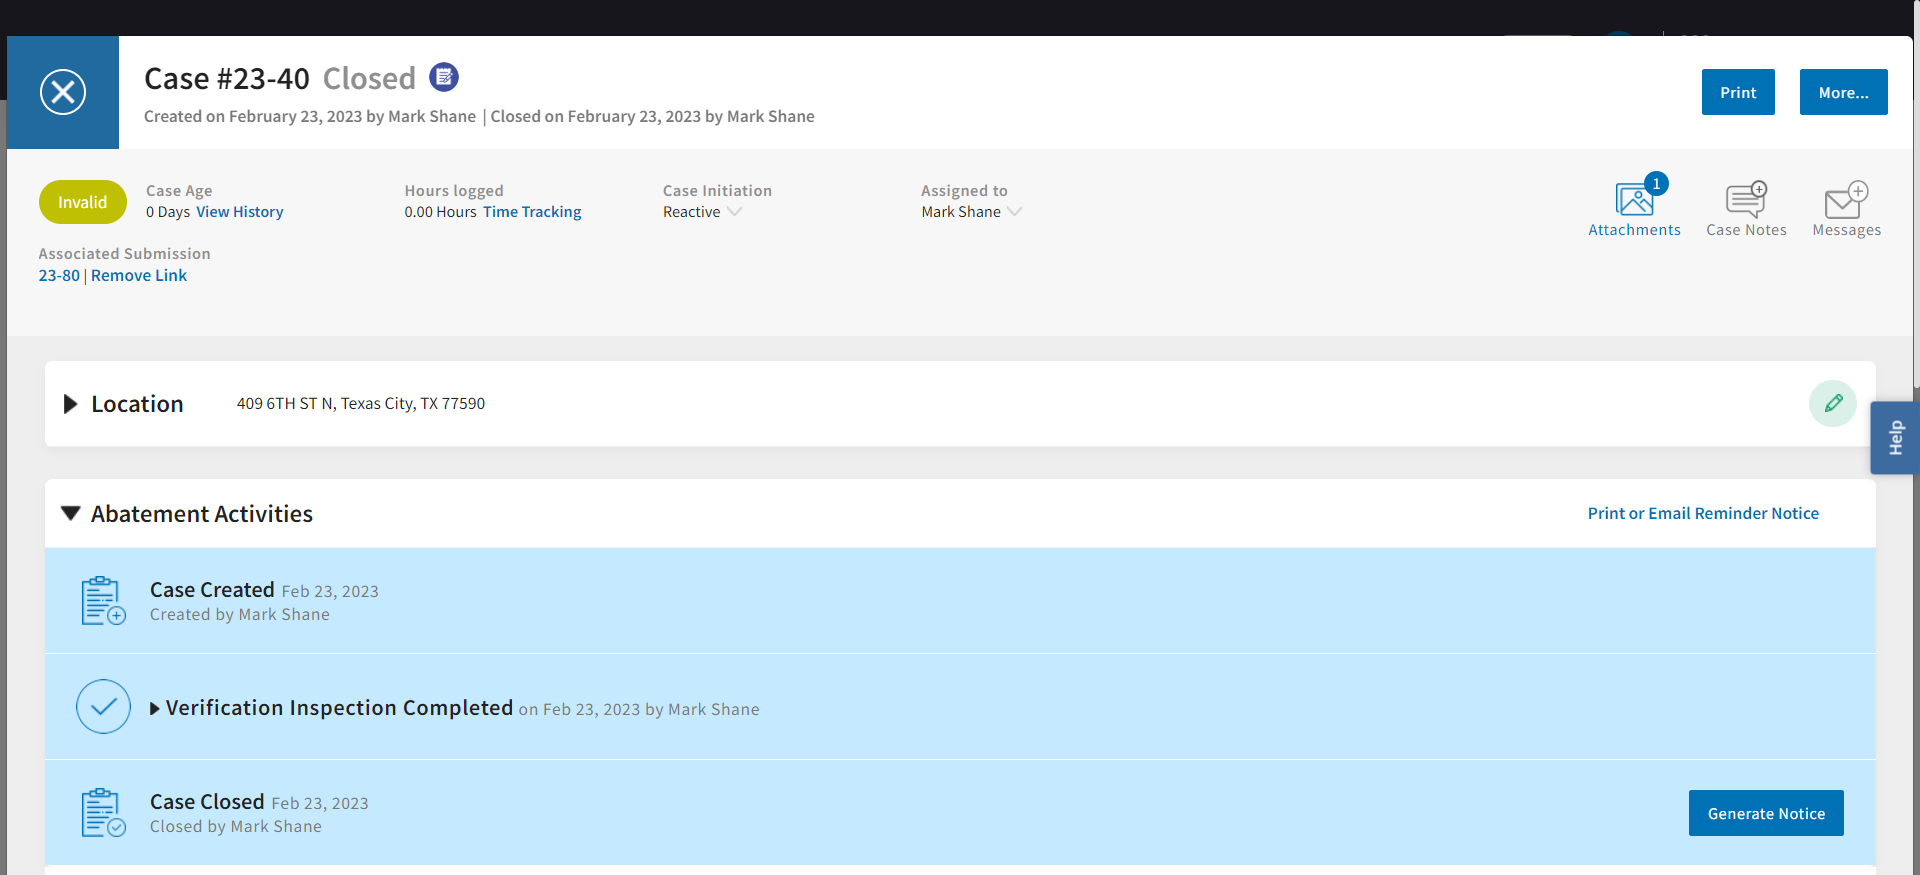 Case #23-40 Closed
Created on February 23, 2023 by Mark Shane | Closed on February 23, 2023 by Mark Shane
Print
More...
Invalid
Case Age
0 Days View History
Hours logged
0.00 Hours Time Tracking
Case Initiation
Reactive
Assigned to
Mark Shane
1
Attachments
Case Notes
Messages
Associated Submission
23-80 | Remove Link
Location
409 6TH ST N, Texas City, TX 77590
Help
Abatement Activities
Print or Email Reminder Notice
Case Created Feb 23, 2023
Created by Mark Shane
Verification Inspection Completed on Feb 23, 2023 by Mark Shane
Case Closed Feb 23, 2023
Closed by Mark Shane
Generate Notice